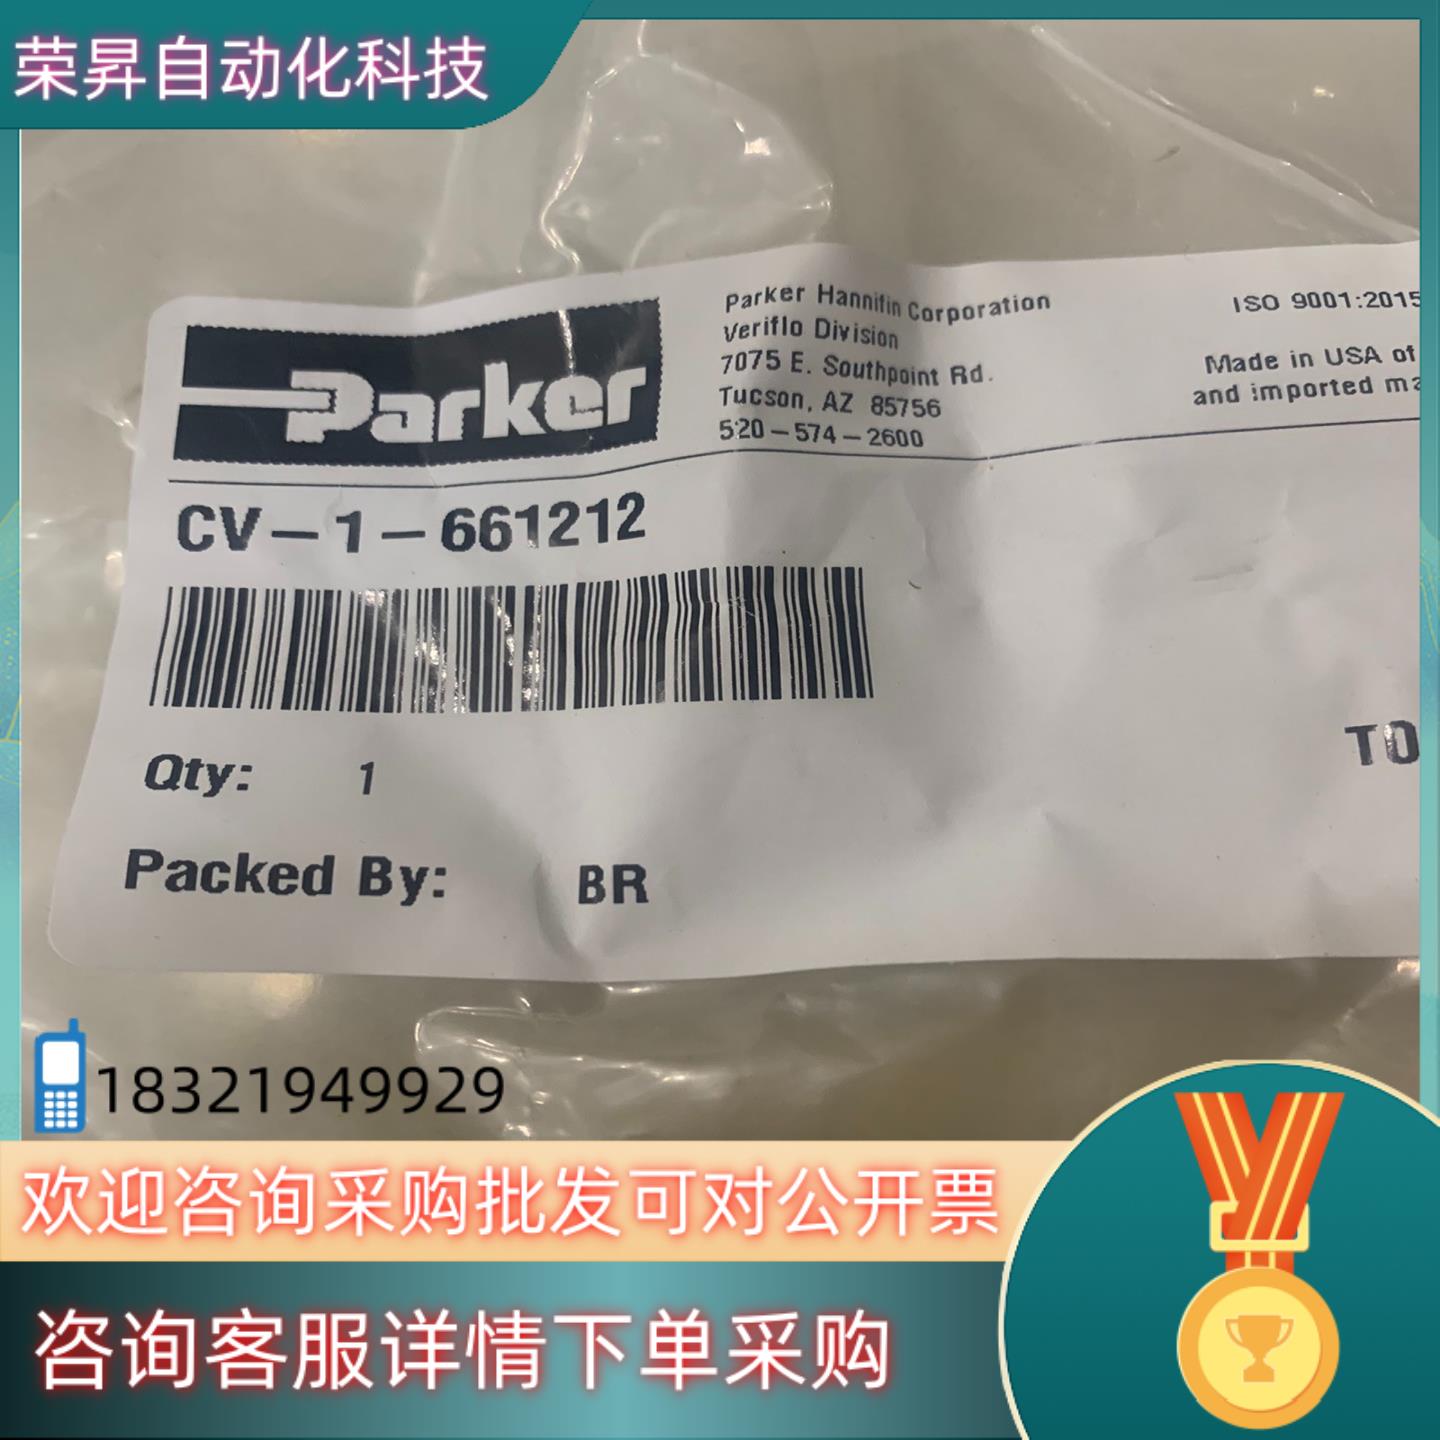 荣昇自动化科技
Parker
Parker Hannifin Corporation
Veriflo Division
7075 E. Southpoint Rd.
Tucson, AZ 85756
520-574-2600
ISO 9001:2015
Made in USA of
and imported ma
CV-1-661212
Qty: 1
TO
Packed By: BR
18321949929
欢迎咨询采购批发可对公开票
咨询客服详情下单采购